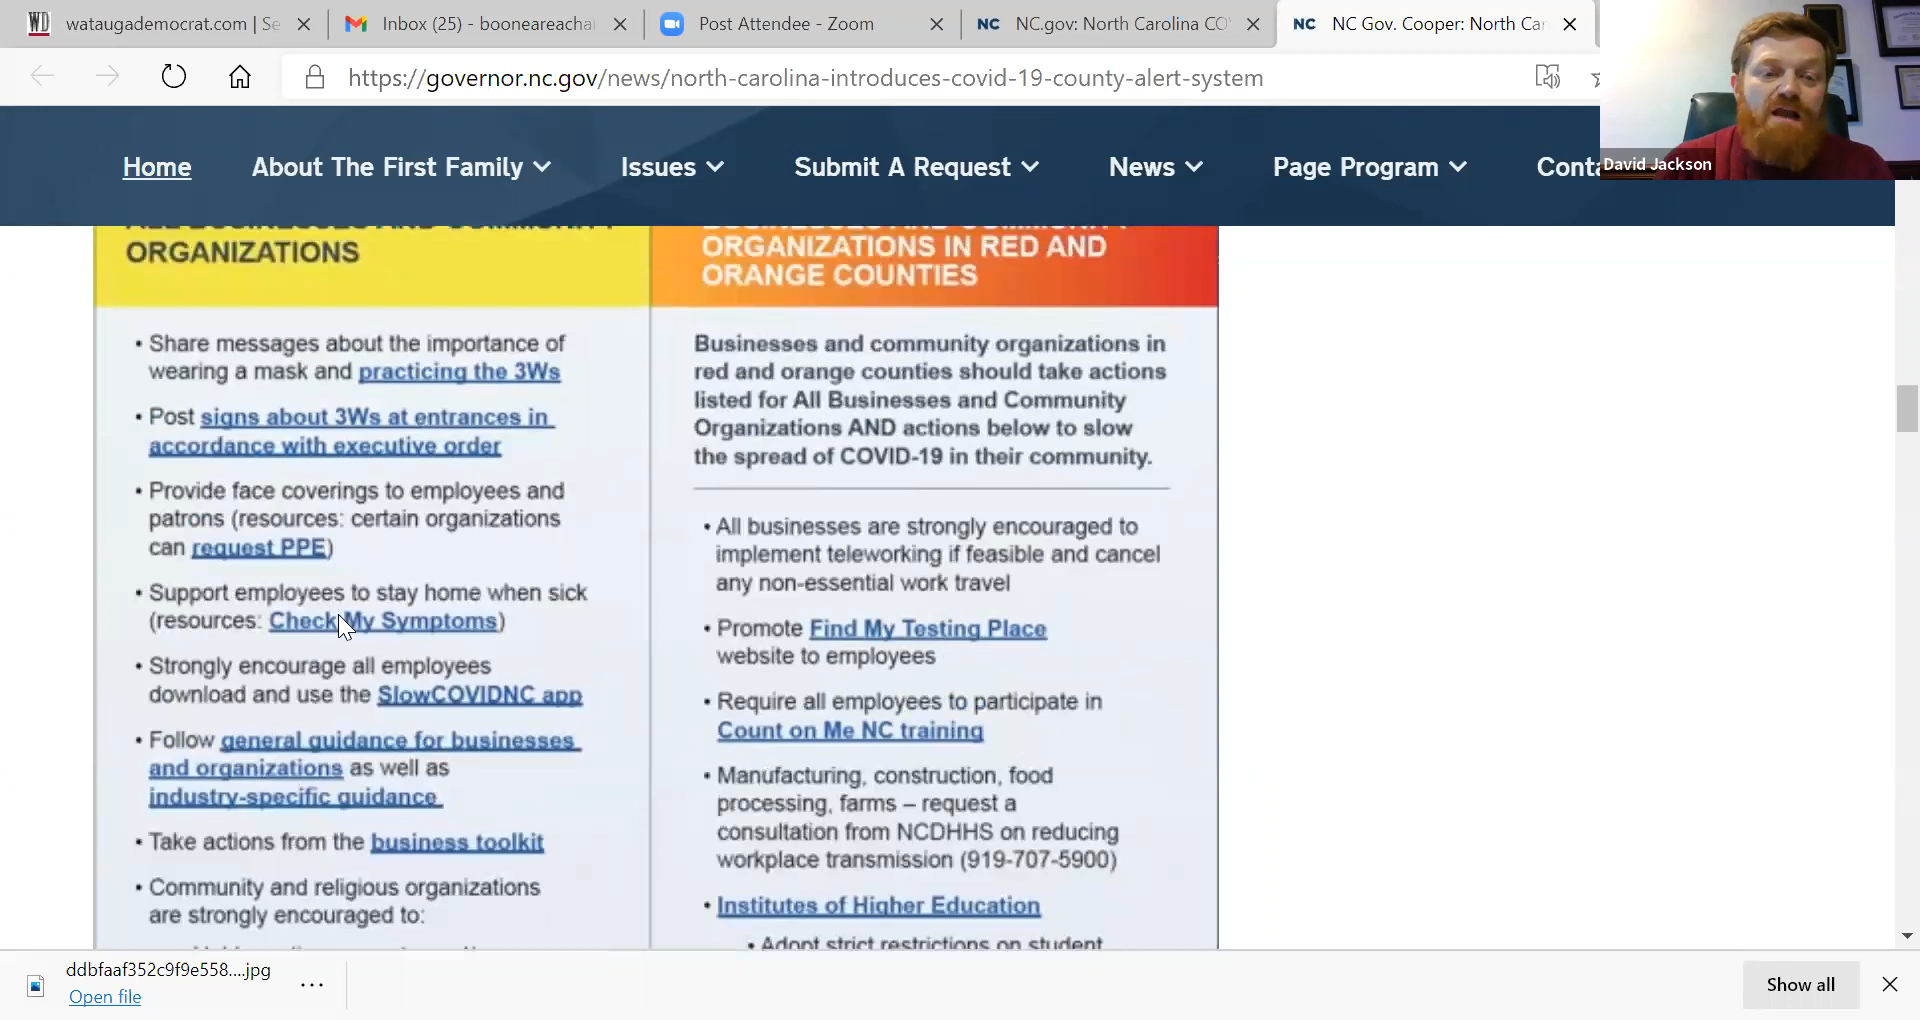 WD wataugademocrat.com | Se
Inbox (25) - booneareacha
Post Attendee - Zoom
NC NC.gov: North Carolina CO
NC NC Gov. Cooper: North Car
https://governor.nc.gov/news/north-carolina-introduces-covid-19-county-alert-system
David Jackson
Home
About The First Family
Issues
Submit A Request
News
Page Program
Conta
ALL BUSINESSES AND COMMUNITY
ORGANIZATIONS
• Share messages about the importance of
wearing a mask and practicing the 3Ws
• Post signs about 3Ws at entrances in
accordance with executive order
• Provide face coverings to employees and
patrons (resources: certain organizations
can request PPE)
• Support employees to stay home when sick
(resources: Check My Symptoms)
• Strongly encourage all employees
download and use the SlowCOVIDNC app
• Follow general guidance for businesses
and organizations as well as
industry-specific guidance
• Take actions from the business toolkit
• Community and religious organizations
are strongly encouraged to:
BUSINESSES AND COMMUNITY
ORGANIZATIONS IN RED AND
ORANGE COUNTIES
Businesses and community organizations in
red and orange counties should take actions
listed for All Businesses and Community
Organizations AND actions below to slow
the spread of COVID-19 in their community.
• All businesses are strongly encouraged to
implement teleworking if feasible and cancel
any non-essential work travel
• Promote Find My Testing Place
website to employees
• Require all employees to participate in
Count on Me NC training
• Manufacturing, construction, food
processing, farms – request a
consultation from NCDHHS on reducing
workplace transmission (919-707-5900)
• Institutes of Higher Education
• Adopt strict restrictions on student
ddbfaaf352c9f9e558....jpg
Open file
Show all